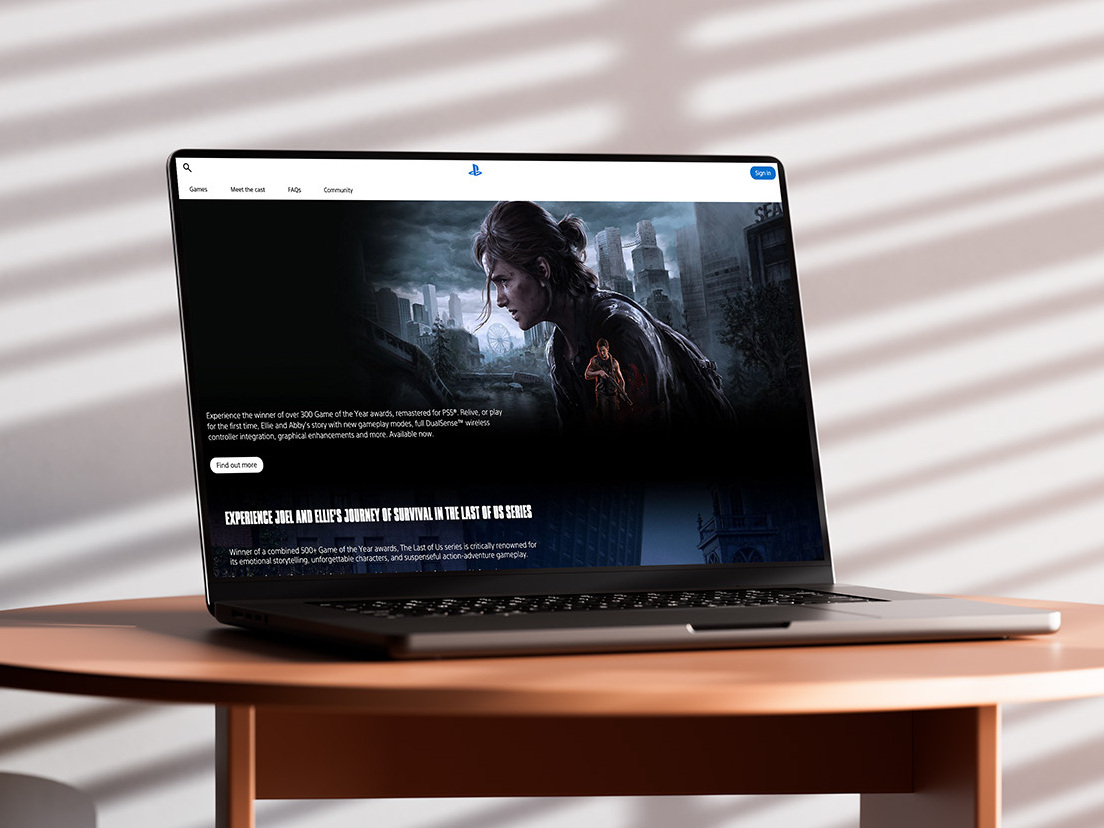 Sign in
Games
Meet the cast
FAQs
Community
SEA
Experience the winner of over 300 Game of the Year awards, remastered for PS5®. Relive, or play
for the first time, Ellie and Abby's story with new gameplay modes, full DualSense™ wireless
controller integration, graphical enhancements and more. Available now.
Find out more
EXPERIENCE JOEL AND ELLIE'S JOURNEY OF SURVIVAL IN THE LAST OF US SERIES
Winner of a combined 500+ Game of the Year awards, The Last of Us series is critically renowned for
its emotional storytelling, unforgettable characters, and suspenseful action-adventure gameplay.